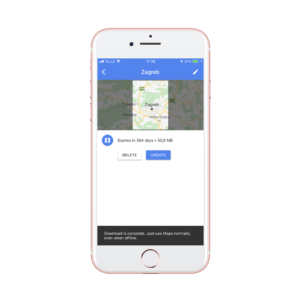 Zagreb
Zagreb
Expires in 364 days • 30,8 MB
DELETE UPDATE
Download is complete. Just use Maps normally,
even when offline.